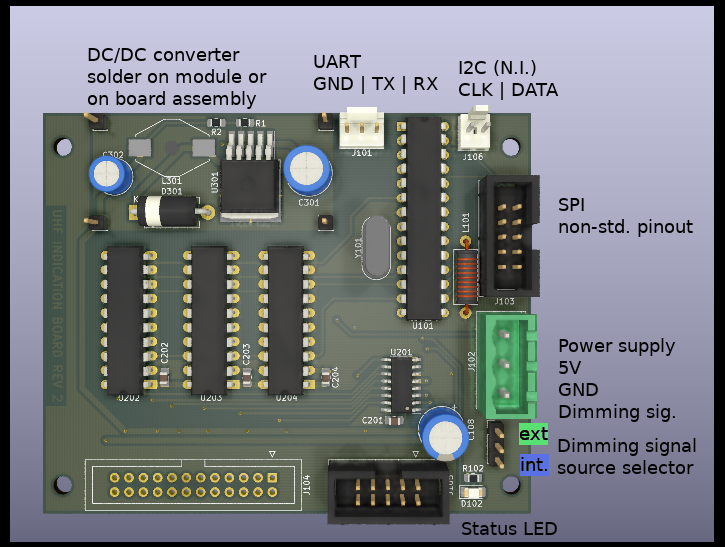 DC/DC converter
solder on module or
on board assembly
UART
GND | TX | RX
I2C (N.I.)
CLK | DATA
R2
R1
J101
J106
C302
L301
D301
K
U301
C301
L101
SPI
non-std. pinout
Y101
J103
U101
UHF INDICATION BOARD REV 2
J102
Power supply
5V
GND
Dimming sig.
C202
C203
C204
U201
U202
U203
U204
C201
C108
ext
int.
Dimming signal
source selector
J104
R102
D102
Status LED